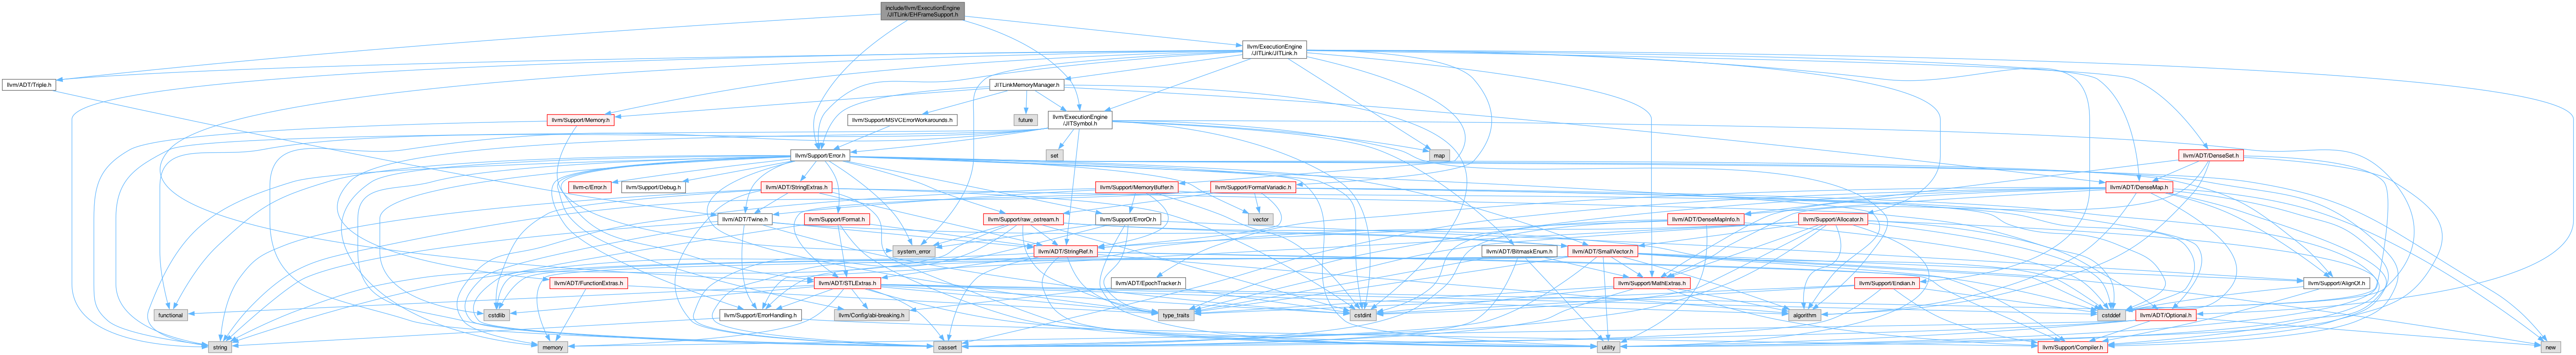 include/llvm/ExecutionEngine
/JITLink/EHFrameSupport.h
llvm/ExecutionEngine
/JITLink/JITLink.h
llvm/ADT/Triple.h
JITLinkMemoryManager.h
llvm/Support/Memory.h
llvm/Support/MSVCErrorWorkarounds.h
future
llvm/ExecutionEngine
/JITSymbol.h
llvm/Support/Error.h
set
map
llvm/ADT/DenseSet.h
llvm-c/Error.h
llvm/Support/Debug.h
llvm/ADT/StringExtras.h
llvm/Support/MemoryBuffer.h
llvm/Support/FormatVariadic.h
llvm/ADT/DenseMap.h
llvm/ADT/Twine.h
llvm/Support/Format.h
llvm/Support/raw_ostream.h
llvm/Support/ErrorOr.h
vector
llvm/ADT/DenseMapInfo.h
llvm/Support/Allocator.h
system_error
llvm/ADT/StringRef.h
llvm/ADT/BitmaskEnum.h
llvm/ADT/SmallVector.h
llvm/ADT/FunctionExtras.h
llvm/ADT/STLExtras.h
llvm/ADT/EpochTracker.h
llvm/Support/MathExtras.h
llvm/Support/Endian.h
llvm/Support/AlignOf.h
functional
cstdlib
llvm/Support/ErrorHandling.h
llvm/Config/abi-breaking.h
type_traits
cstdint
algorithm
cstddef
llvm/ADT/Optional.h
string
memory
cassert
utility
llvm/Support/Compiler.h
new